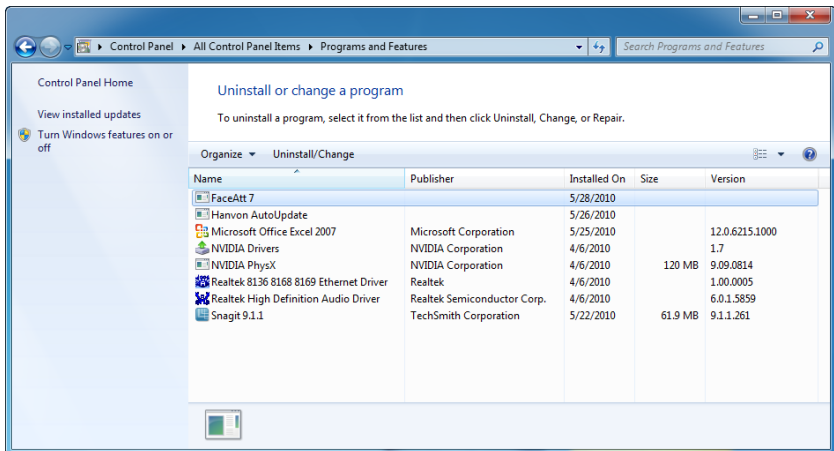 Control Panel All Control Panel Items Programs and Features Search Programs and Features
Control Panel Home
View installed updates
Turn Windows features on or
off
Uninstall or change a program
To uninstall a program, select it from the list and then click Uninstall, Change, or Repair.
Organize Uninstall/Change
Name Publisher Installed On Size Version
FaceAtt 7 5/28/2010
Hanvon AutoUpdate 5/26/2010
Microsoft Office Excel 2007 Microsoft Corporation 5/25/2010 12.0.6215.1000
NVIDIA Drivers NVIDIA Corporation 4/6/2010 1.7
NVIDIA PhysX NVIDIA Corporation 4/6/2010 120 MB 9.09.0814
Realtek 8136 8168 8169 Ethernet Driver Realtek 4/6/2010 1.00.0005
Realtek High Definition Audio Driver Realtek Semiconductor Corp. 4/6/2010 6.0.1.5859
Snagit 9.1.1 TechSmith Corporation 5/22/2010 61.9 MB 9.1.1.261